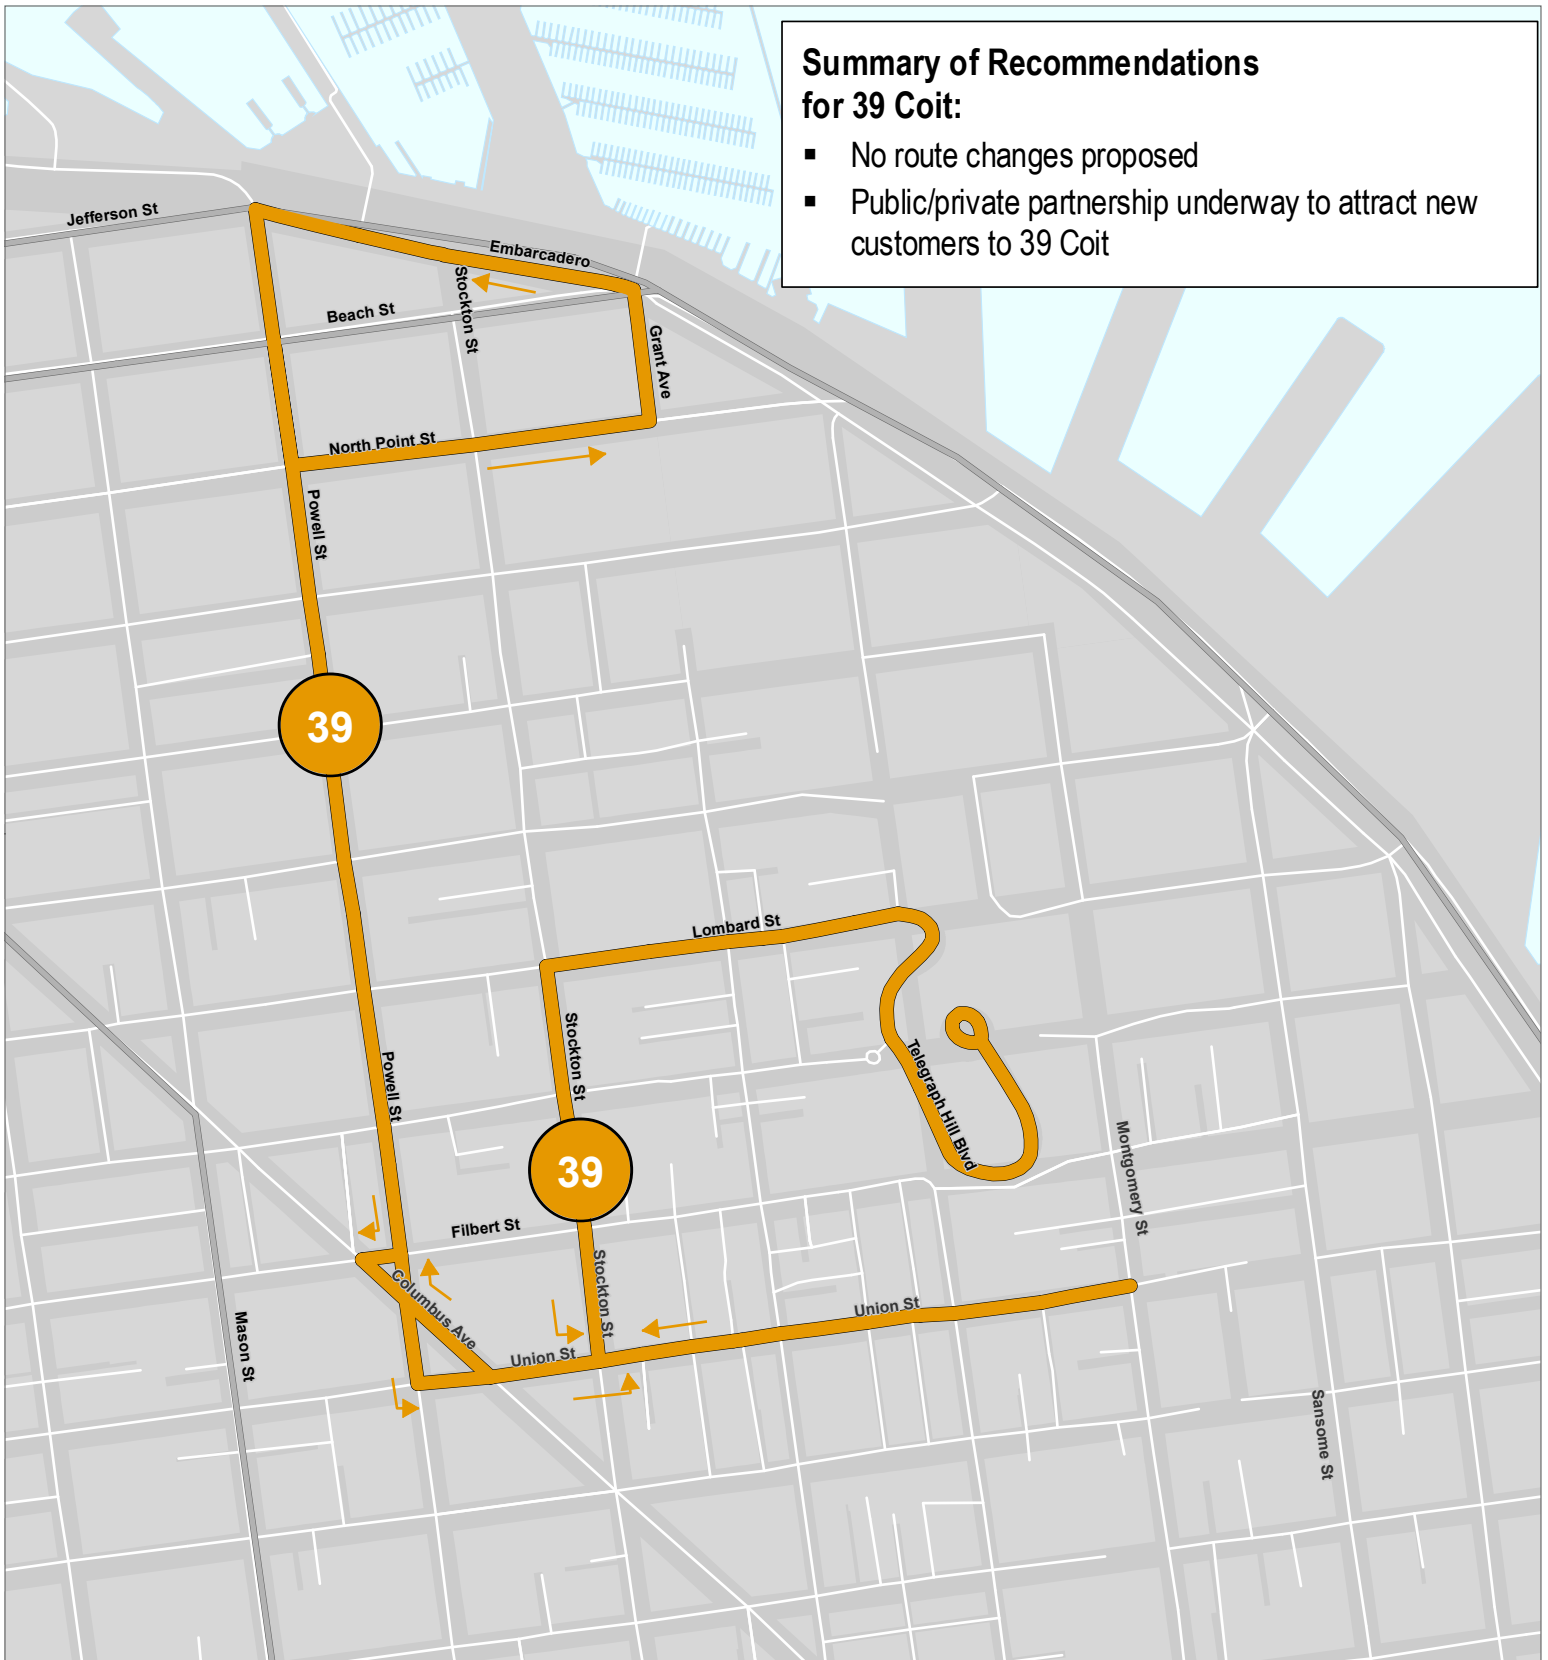 Summary of Recommendations
for 39 Coit:
▪ No route changes proposed
▪ Public/private partnership underway to attract new
customers to 39 Coit
Jefferson St
Embarcadero
Stockton St
Beach St
Grant Ave
North Point St
Powell St
39
Lombard St
Stockton St
Telegraph Hill Blvd
Powell St
Montgomery St
39
Filbert St
Stockton St
Columbus Ave
Union St
Mason St
Union St
Sansome St